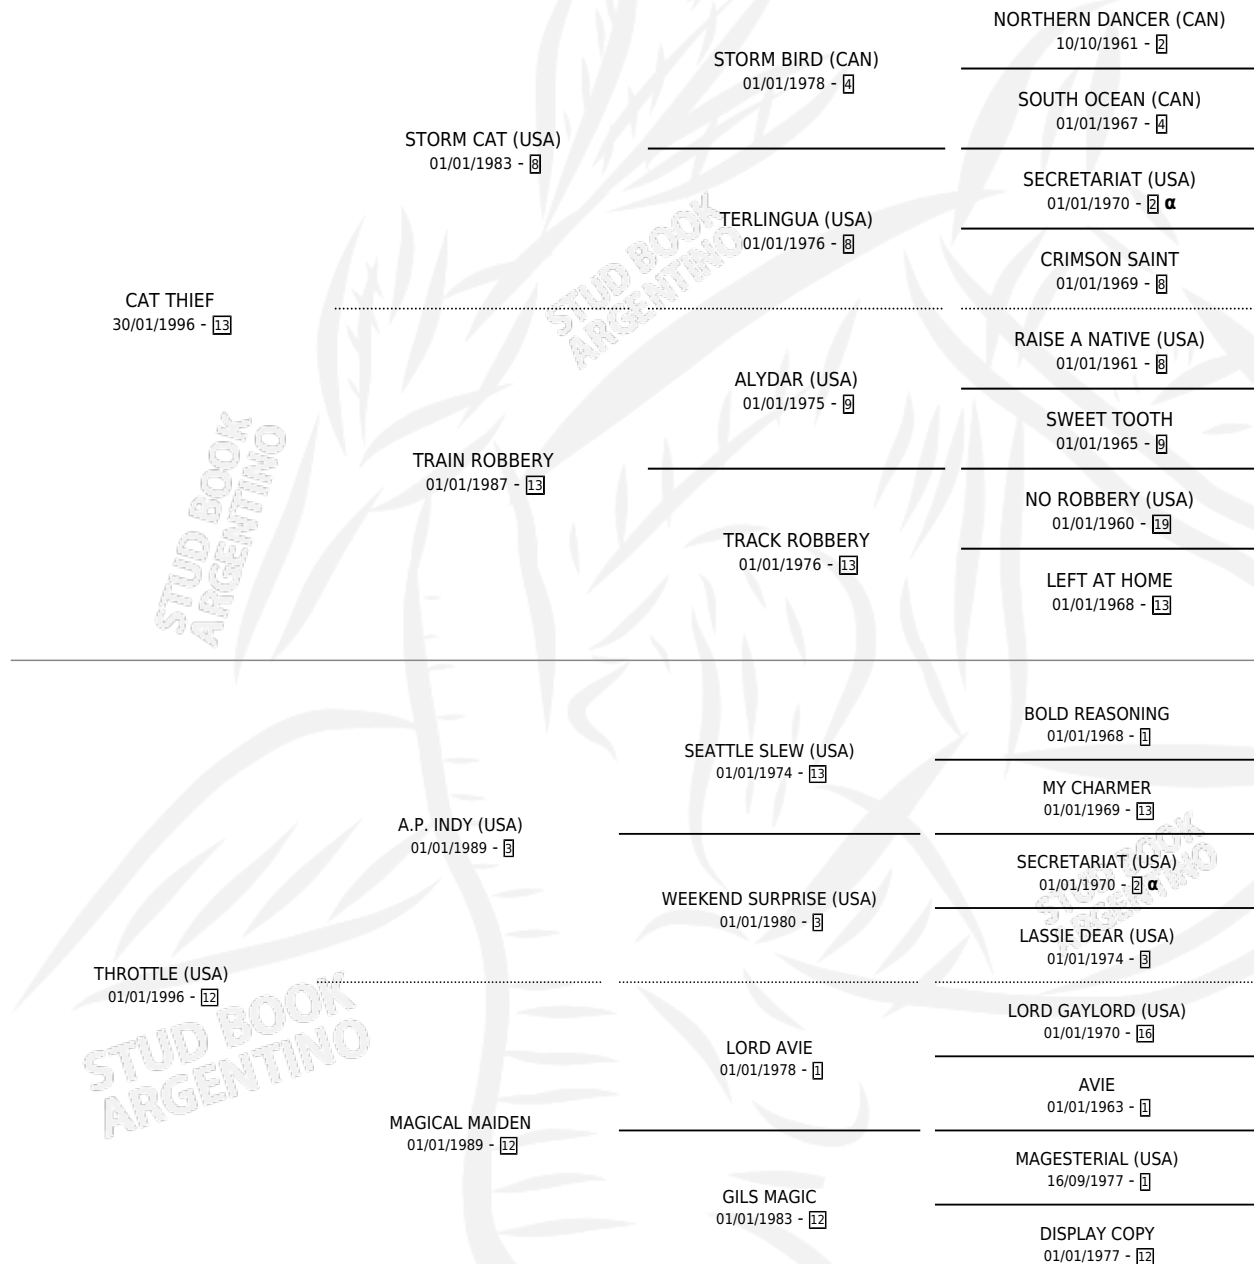 NORTHERN DANCER (CAN)
10/10/1961 - 2
STORM BIRD (CAN)
01/01/1978 - 4
SOUTH OCEAN (CAN)
01/01/1967 - 4
STORM CAT (USA)
01/01/1983 - 8
SECRETARIAT (USA)
01/01/1970 - 2 α
TERLINGUA (USA)
01/01/1976 - 8
CRIMSON SAINT
01/01/1969 - 8
CAT THIEF
30/01/1996 - 13
RAISE A NATIVE (USA)
01/01/1961 - 8
ALYDAR (USA)
01/01/1975 - 9
SWEET TOOTH
01/01/1965 - 9
TRAIN ROBBERY
01/01/1987 - 13
NO ROBBERY (USA)
01/01/1960 - 19
TRACK ROBBERY
01/01/1976 - 13
LEFT AT HOME
01/01/1968 - 13
BOLD REASONING
01/01/1968 - 1
SEATTLE SLEW (USA)
01/01/1974 - 13
MY CHARMER
01/01/1969 - 13
A.P. INDY (USA)
01/01/1989 - 3
SECRETARIAT (USA)
01/01/1970 - 2 α
WEEKEND SURPRISE (USA)
01/01/1980 - 3
LASSIE DEAR (USA)
01/01/1974 - 3
THROTTLE (USA)
01/01/1996 - 12
LORD GAYLORD (USA)
01/01/1970 - 16
LORD AVIE
01/01/1978 - 1
AVIE
01/01/1963 - 1
MAGICAL MAIDEN
01/01/1989 - 12
MAGESTERIAL (USA)
16/09/1977 - 1
GILS MAGIC
01/01/1983 - 12
DISPLAY COPY
01/01/1977 - 12
STUD BOOK
ARGENTINO
STUD BOOK
ARGENTINO
STUD BOOK
ARGENTINO
STUD BOOK
ARGENTINO